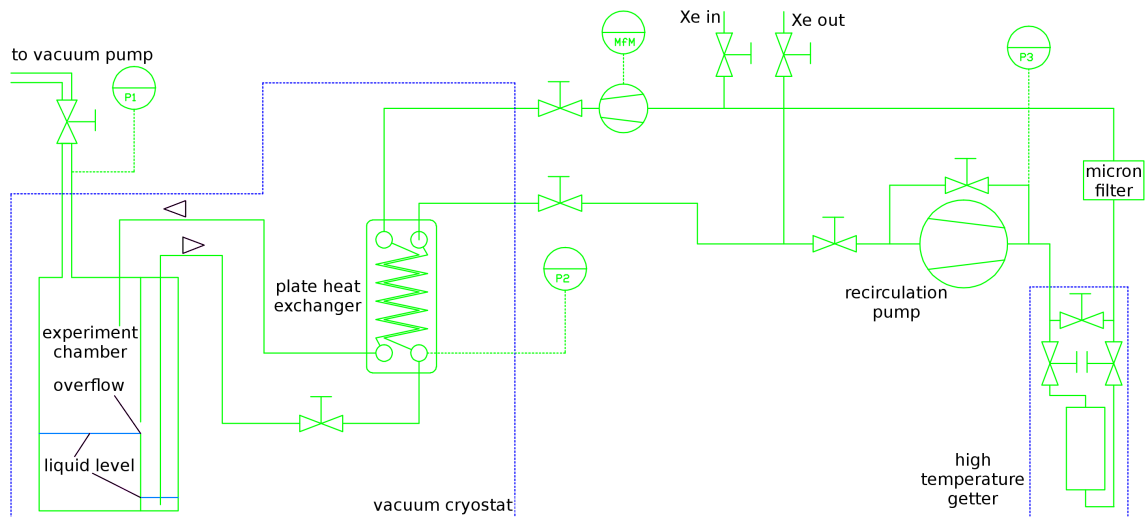 Xe in
Xe out
MfM
to vacuum pump
P3
P1
micron
filter
plate heat
exchanger
P2
recirculation
pump
experiment
chamber
overflow
liquid level
high
temperature
getter
vacuum cryostat